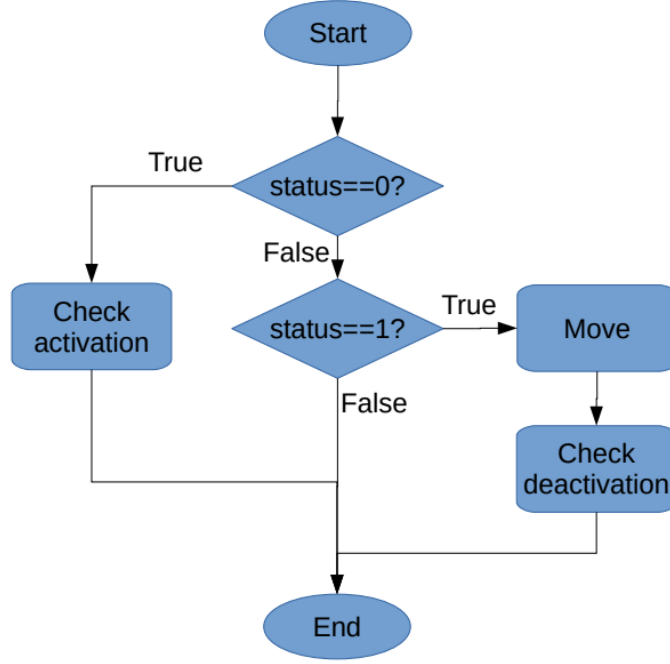 Start
True
status==0?
False
Check
activation
status==1?
True
Move
False
Check
deactivation
End